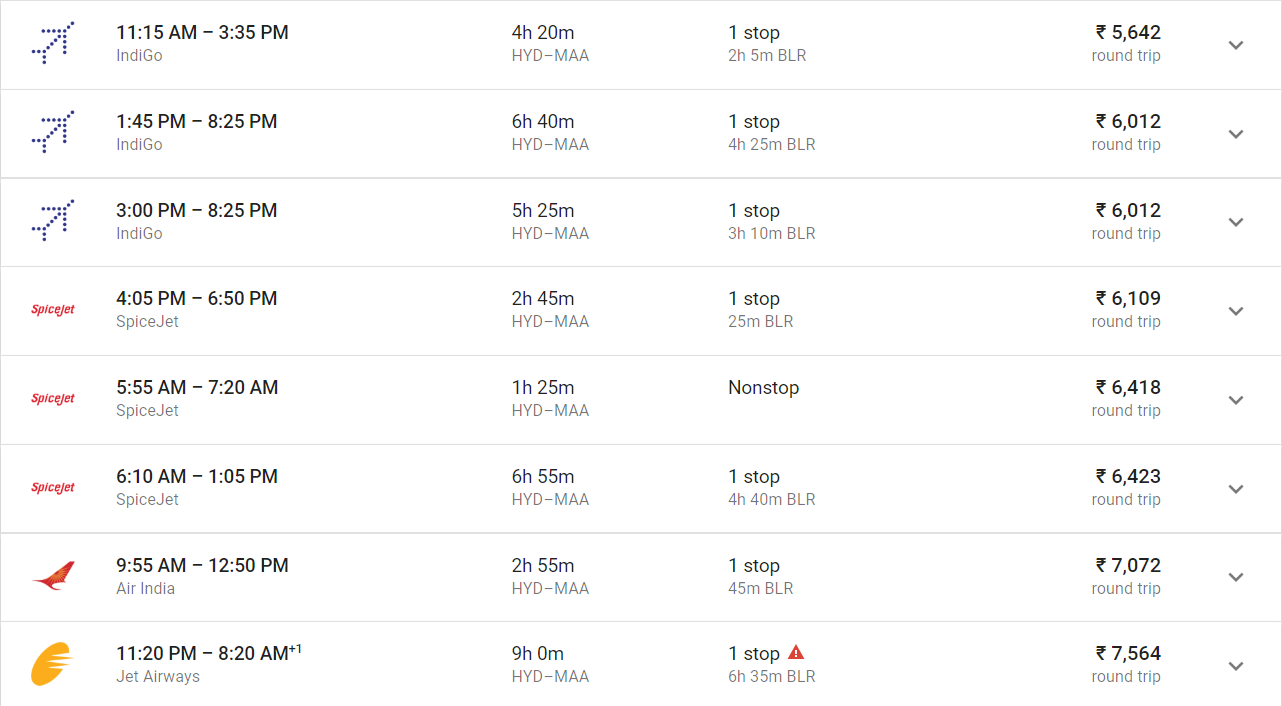 11:15 AM – 3:35 PM 4h 20m 1 stop ₹ 5,642
IndiGo HYD–MAA 2h 5m BLR round trip
1:45 PM – 8:25 PM 6h 40m 1 stop ₹ 6,012
IndiGo HYD–MAA 4h 25m BLR round trip
3:00 PM – 8:25 PM 5h 25m 1 stop ₹ 6,012
IndiGo HYD–MAA 3h 10m BLR round trip
SpiceJet 4:05 PM – 6:50 PM 2h 45m 1 stop ₹ 6,109
SpiceJet HYD–MAA 25m BLR round trip
SpiceJet 5:55 AM – 7:20 AM 1h 25m Nonstop ₹ 6,418
SpiceJet HYD–MAA round trip
SpiceJet 6:10 AM – 1:05 PM 6h 55m 1 stop ₹ 6,423
SpiceJet HYD–MAA 4h 40m BLR round trip
9:55 AM – 12:50 PM 2h 55m 1 stop ₹ 7,072
Air India HYD–MAA 45m BLR round trip
11:20 PM – 8:20 AM+1 9h 0m 1 stop ₹ 7,564
Jet Airways HYD–MAA 6h 35m BLR round trip